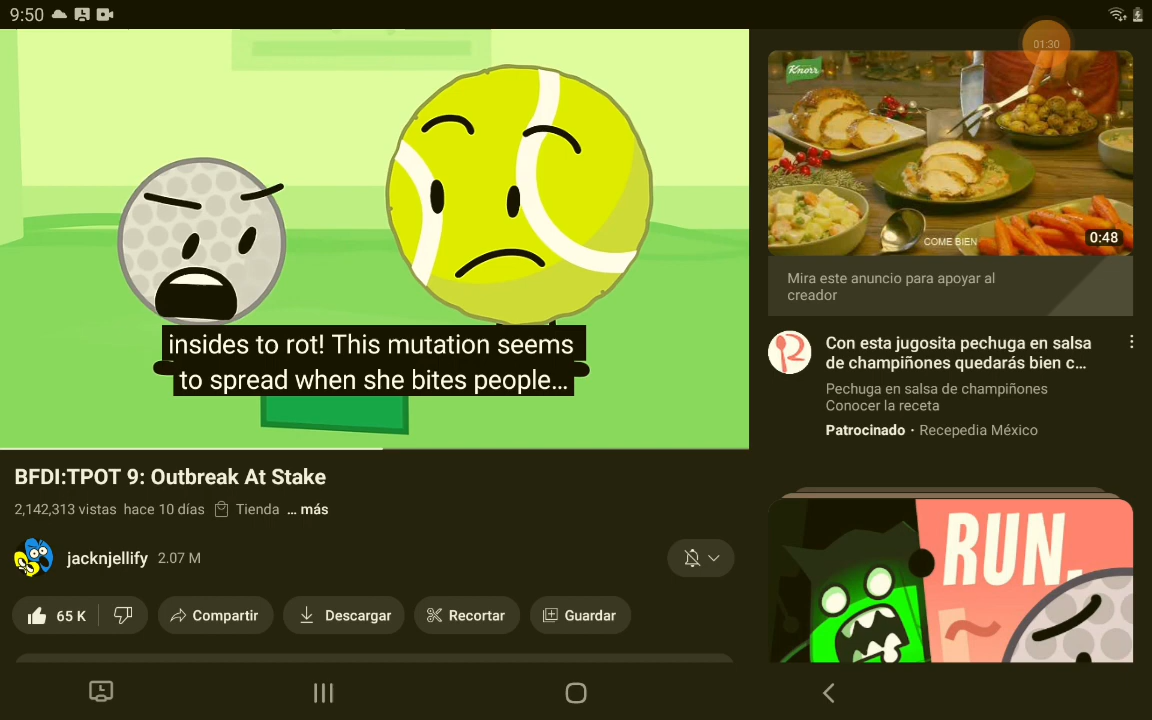 9:50
01:30
Knorr
COME BIEN
0:48
insides to rot! This mutation seems
to spread when she bites people...
Mira este anuncio para apoyar al
creador
Con esta jugosita pechuga en salsa
de champiñones quedarás bien c...
Pechuga en salsa de champiñones
Conocer la receta
Patrocinado · Recepedia México
BFDI:TPOT 9: Outbreak At Stake
2,142,313 vistas hace 10 días Tienda ... más
jacknjellify 2.07 M
65 K Compartir Descargar Recortar Guardar
RUN.